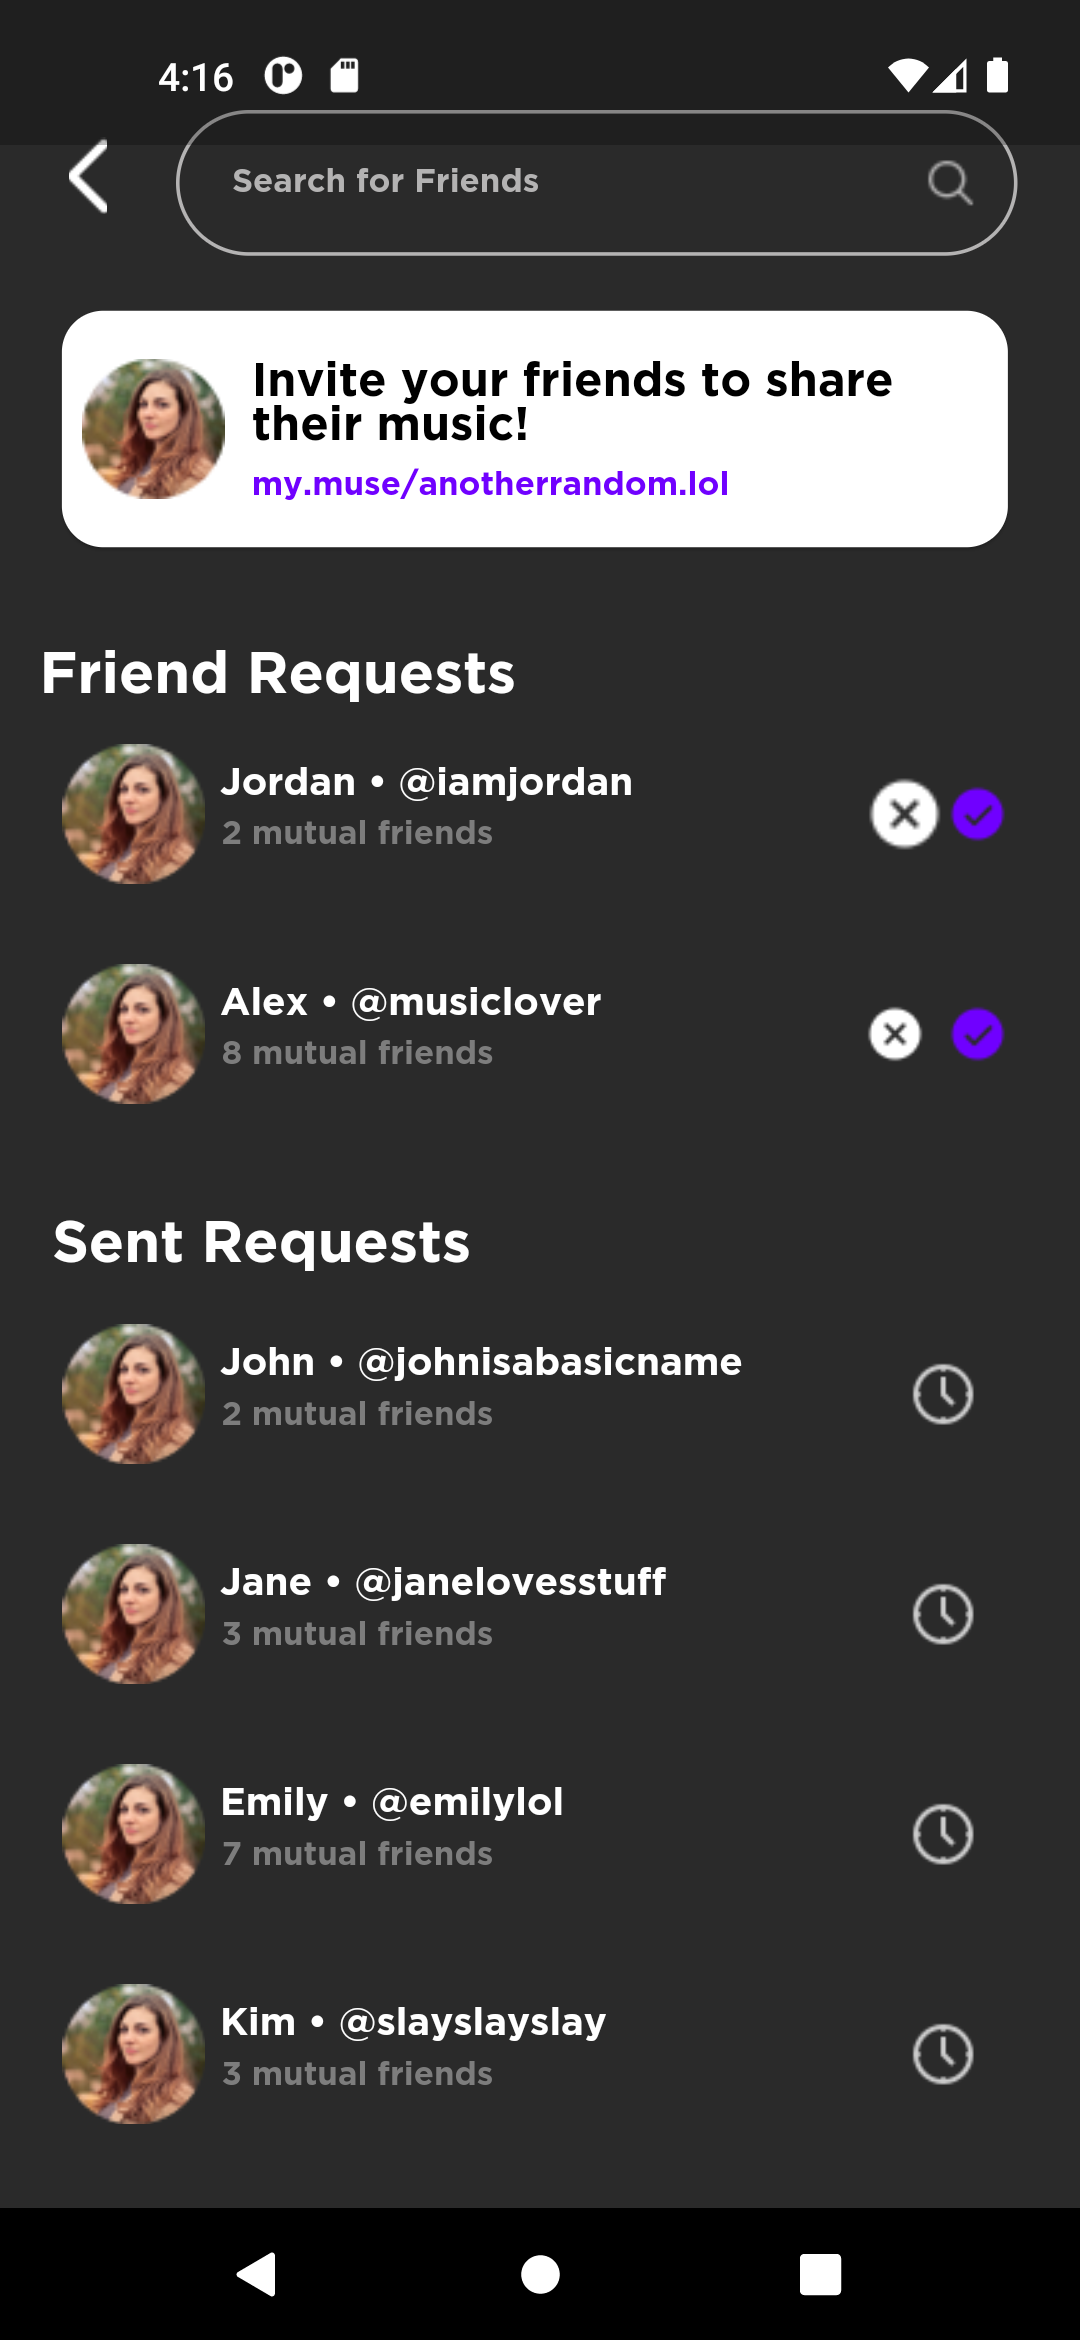 4:16
Search for Friends
Invite your friends to share
their music!
my.muse/anotherrandom.lol
Friend Requests
Jordan • @iamjordan
2 mutual friends
Alex • @musiclover
8 mutual friends
Sent Requests
John • @johnisabasicname
2 mutual friends
Jane • @janelovesstuff
3 mutual friends
Emily • @emilylol
7 mutual friends
Kim • @slayslayslay
3 mutual friends